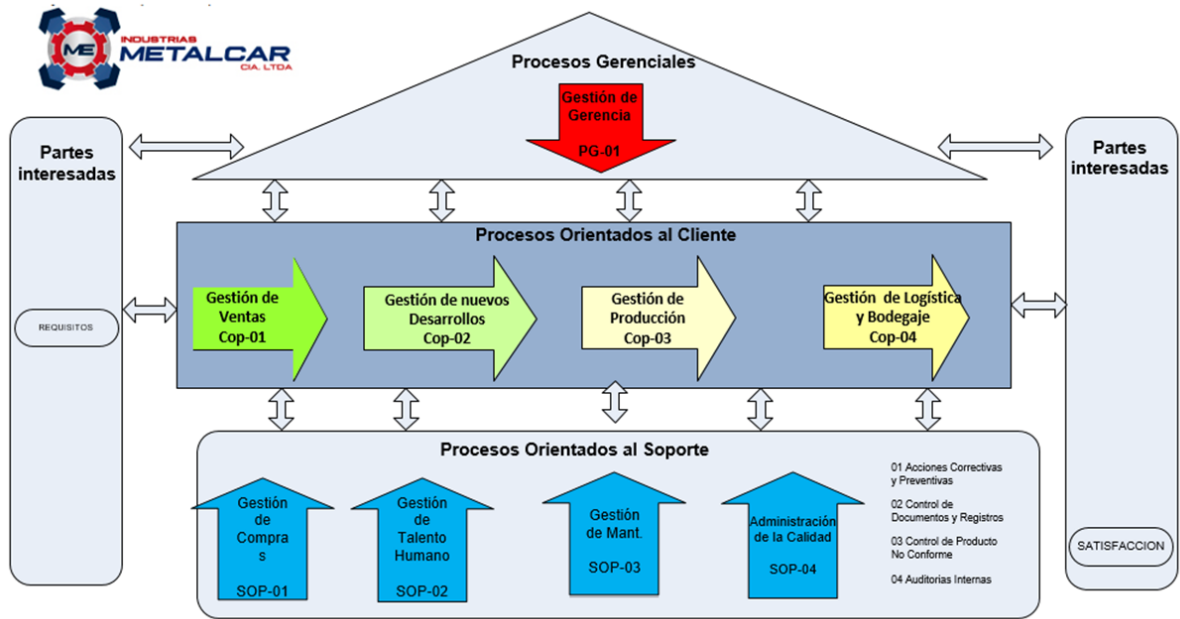 INDUSTRIAS
METALCAR
CIA. LTDA
ME
Procesos Gerenciales
Gestión de
Gerencia
PG-01
Partes
interesadas
REQUISITOS
Partes
interesadas
SATISFACCION
Procesos Orientados al Cliente
Gestión de
Ventas
Cop-01
Gestión de nuevos
Desarrollos
Cop-02
Gestión de
Producción
Cop-03
Gestión de Logística
y Bodegaje
Cop-04
Procesos Orientados al Soporte
Gestión
de
Compra
s
SOP-01
Gestión
de
Talento
Humano
SOP-02
Gestión
de Mant.
SOP-03
Administración
de la Calidad
SOP-04
01 Acciones Correctivas
y Preventivas
02 Control de
Documentos y Registros
03 Control de Producto
No Conforme
04 Auditorias Internas